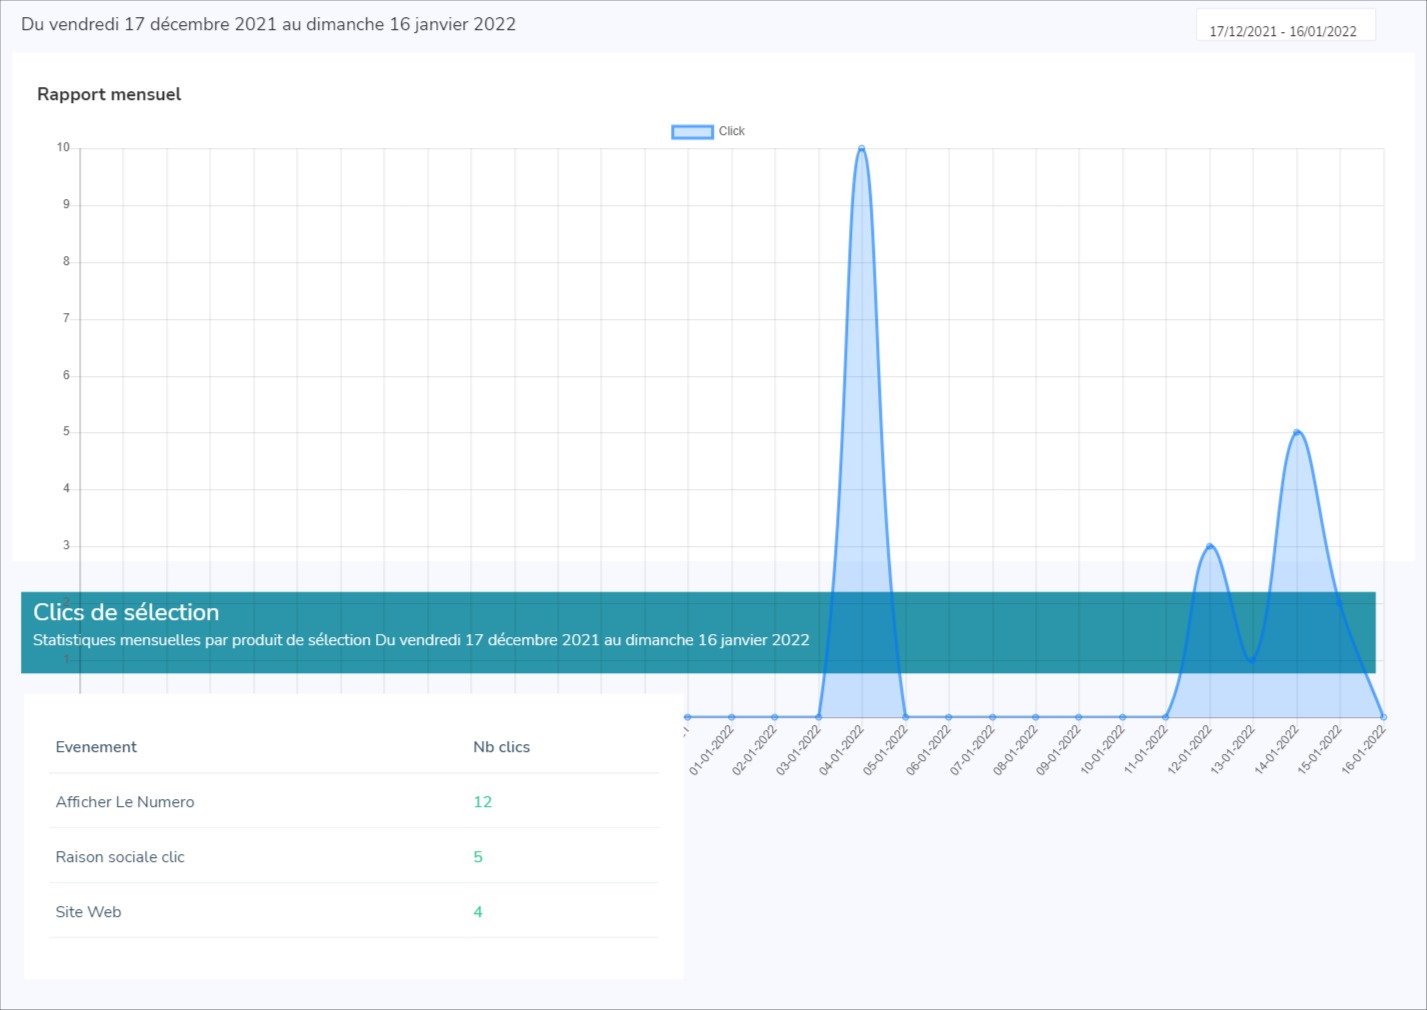 Du vendredi 17 décembre 2021 au dimanche 16 janvier 2022
17/12/2021 - 16/01/2022
Rapport mensuel
Click
10
9
8
7
6
5
4
3
2
1
Clics de sélection
Statistiques mensuelles par produit de sélection Du vendredi 17 décembre 2021 au dimanche 16 janvier 2022
01-01-2022
02-01-2022
03-01-2022
04-01-2022
05-01-2022
06-01-2022
07-01-2022
08-01-2022
09-01-2022
10-01-2022
11-01-2022
12-01-2022
13-01-2022
14-01-2022
15-01-2022
16-01-2022
Evenement Nb clics
Afficher Le Numero 12
Raison sociale clic 5
Site Web 4